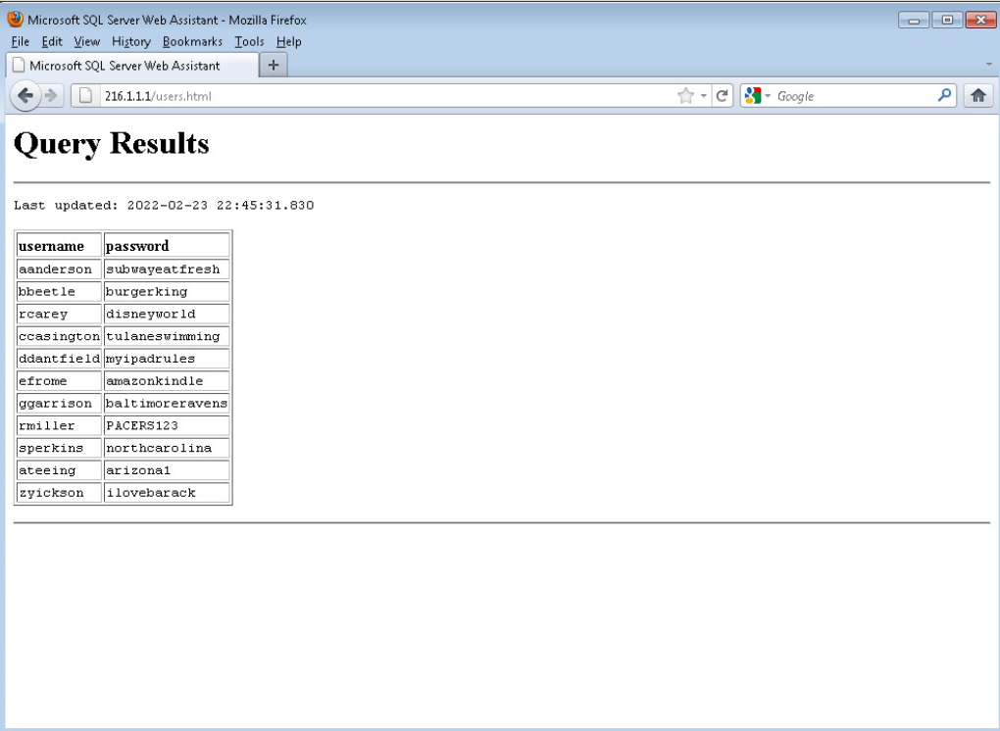 Microsoft SQL Server Web Assistant - Mozilla Firefox
File Edit View History Bookmarks Tools Help
Microsoft SQL Server Web Assistant +
216.1.1.1/users.html Google
Query Results
Last updated: 2022-02-23 22:45:31.830
username password
aanderson subwayeatfresh
bbeetle burgerking
rcarey disneyworld
ccasington tulaneswimming
ddantfield myipadrules
efrome amazonkindle
ggarrison baltimoreravens
rmiller PACERS123
sperkins northcarolina
ateeing arizona1
zyickson ilovebarack